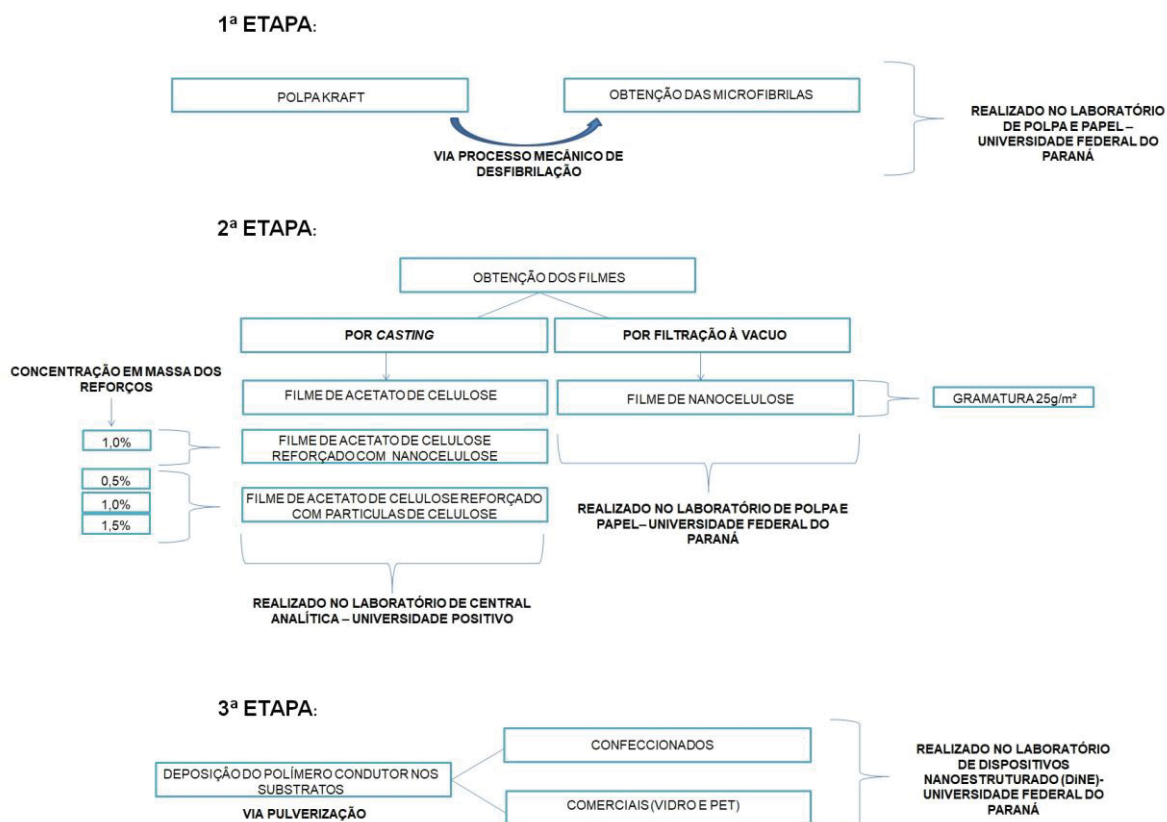 1ª ETAPA:
POLPA KRAFT
OBTENÇÃO DAS MICROFIBRILAS
VIA PROCESSO MECÂNICO DE
DESFIBRILAÇÃO
REALIZADO NO LABORATÓRIO
DE POLPA E PAPEL –
UNIVERSIDADE FEDERAL DO
PARANÁ
2ª ETAPA:
OBTENÇÃO DOS FILMES
POR CASTING
POR FILTRAÇÃO À VACUO
CONCENTRAÇÃO EM MASSA DOS
REFORÇOS
FILME DE ACETATO DE CELULOSE
FILME DE NANOCELULOSE
GRAMATURA 25g/m²
1,0%
FILME DE ACETATO DE CELULOSE
REFORÇADO COM NANOCELULOSE
0,5%
1,0%
1,5%
FILME DE ACETATO DE CELULOSE REFORÇADO
COM PARTICULAS DE CELULOSE
REALIZADO NO LABORATÓRIO DE POLPA E
PAPEL– UNIVERSIDADE FEDERAL DO
PARANÁ
REALIZADO NO LABORATÓRIO DE CENTRAL
ANALÍTICA – UNIVERSIDADE POSITIVO
3ª ETAPA:
DEPOSIÇÂO DO POLÍMERO CONDUTOR NOS
SUBSTRATOS
VIA PULVERIZAÇÃO
CONFECCIONADOS
COMERCIAIS (VIDRO E PET)
REALIZADO NO LABORATÓRIO
DE DISPOSITIVOS
NANOESTRUTURADO (DiNE)-
UNIVERSIDADE FEDERAL DO
PARANÁ